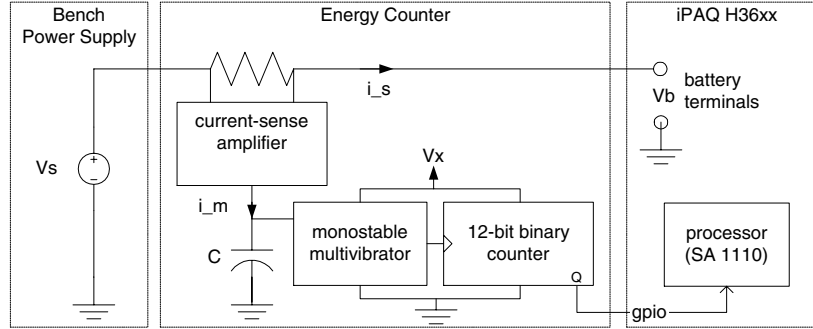 Bench
Power Supply
Energy Counter
iPAQ H36xx
i_s
Vb
battery
terminals
current-sense
amplifier
Vs
+
−
Vx
i_m
C
monostable
multivibrator
12-bit binary
counter
Q
processor
(SA 1110)
gpio